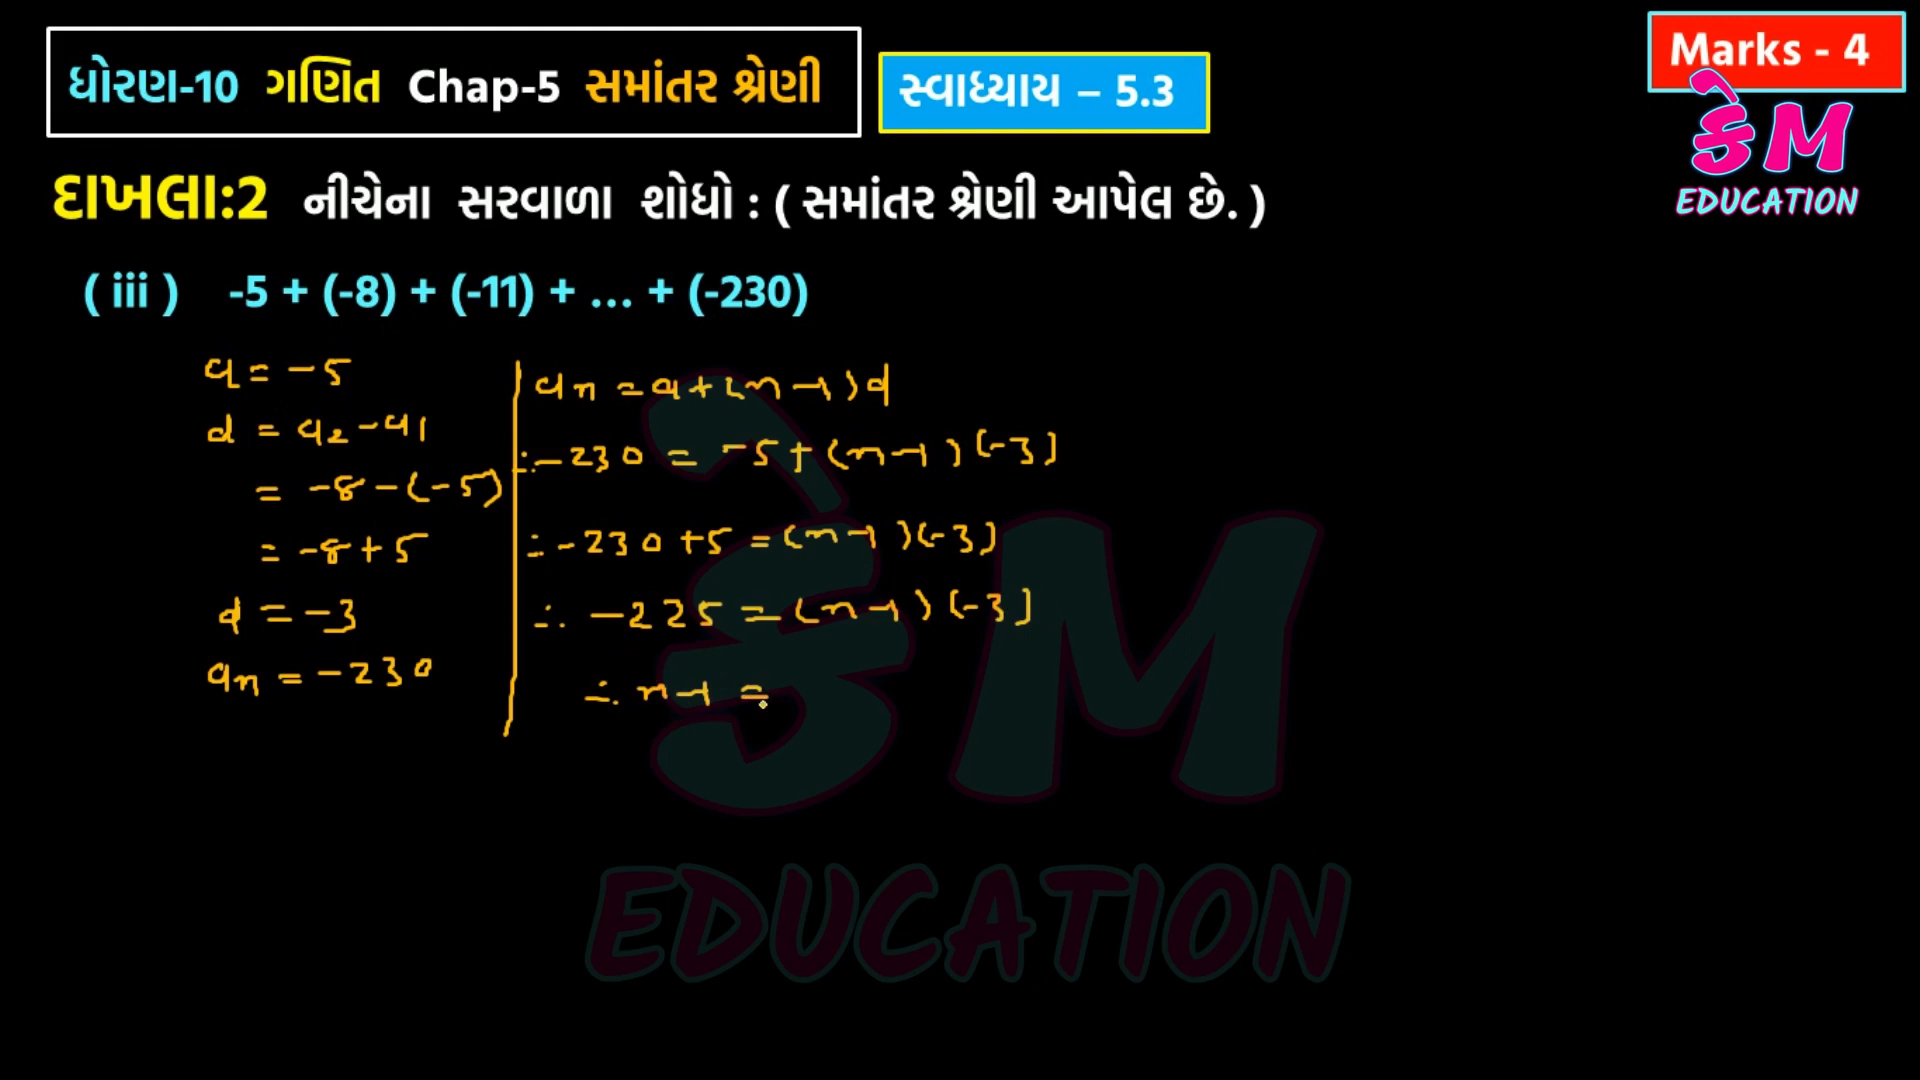 ધોરણ-10 ગણિત Chap-5 સમાંતર શ્રેણી
સ્વાધ્યાય – 5.3
Marks - 4
કેM
EDUCATION
દાખલા:2 નીચેના સરવાળા શોધો : ( સમાંતર શ્રેણી આપેલ છે. )
( iii ) -5 + (-8) + (-11) + ... + (-230)
a = -5
d = a2 - a1
= -8 - (-5)
= -8 + 5
d = -3
an = -230
an = a + (n-1) d
∴ -230 = -5 + (n-1) (-3)
∴ -230 + 5 = (n-1) (-3)
∴ -225 = (n-1) (-3)
∴ n-1 =
કેM
EDUCATION